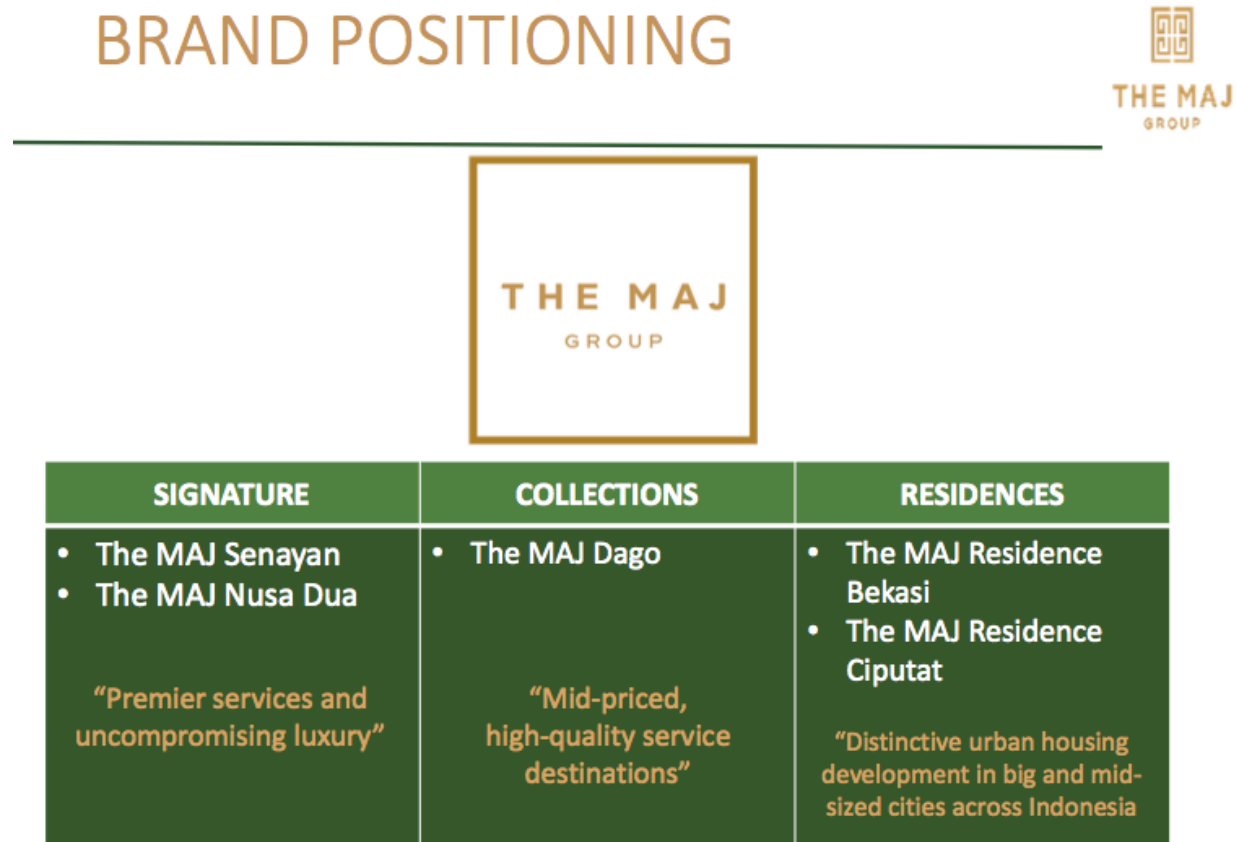 BRAND POSITIONING
THE MAJ
GROUP
THE MAJ
GROUP
SIGNATURE
COLLECTIONS
RESIDENCES
• The MAJ Senayan
• The MAJ Nusa Dua
“Premier services and
uncompromising luxury”
• The MAJ Dago
“Mid-priced,
high-quality service
destinations”
• The MAJ Residence
Bekasi
• The MAJ Residence
Ciputat
“Distinctive urban housing
development in big and mid-
sized cities across Indonesia